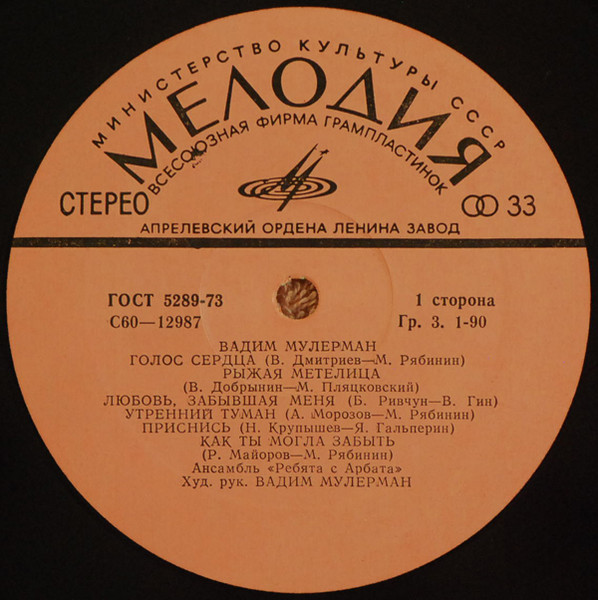 МИНИСТЕРСТВО КУЛЬТУРЫ СССР
МЕЛОДИЯ
ВСЕСОЮЗНАЯ ФИРМА ГРАМПЛАСТИНОК
СТЕРЕО 33
АПРЕЛЕВСКИЙ ОРДЕНА ЛЕНИНА ЗАВОД
ГОСТ 5289-73 1 сторона
С60—12987 Гр. 3. 1-90
ВАДИМ МУЛЕРМАН
ГОЛОС СЕРДЦА (В. Дмитриев—М. Рябинин)
РЫЖАЯ МЕТЕЛИЦА
(В. Добрынин—М. Пляцковский)
ЛЮБОВЬ, ЗАБЫВШАЯ МЕНЯ (Б. Ривчун—В. Гин)
УТРЕННИЙ ТУМАН (А. Морозов—М. Рябинин)
ПРИСНИСЬ (Н. Крупышев—Я. Гальперин)
КАК ТЫ МОГЛА ЗАБЫТЬ
(Р. Майоров—М. Рябинин)
Ансамбль «Ребята с Арбата»
Худ. рук. ВАДИМ МУЛЕРМАН